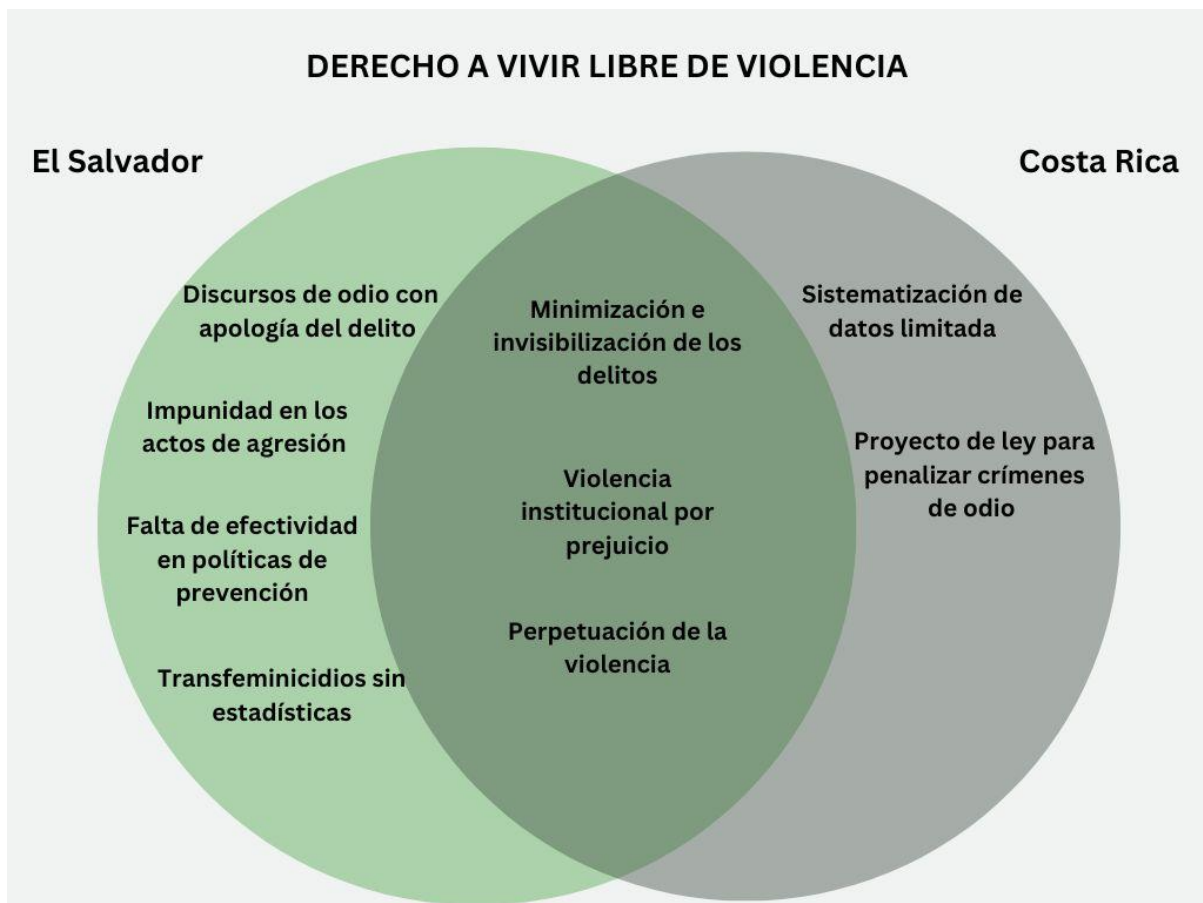 DERECHO A VIVIR LIBRE DE VIOLENCIA
El Salvador
Costa Rica
Discursos de odio con
apología del delito
Impunidad en los
actos de agresión
Falta de efectividad
en políticas de
prevención
Transfeminicidios sin
estadísticas
Minimización e
invisibilización de los
delitos
Violencia
institucional por
prejuicio
Perpetuación de la
violencia
Sistematización de
datos limitada
Proyecto de ley para
penalizar crímenes
de odio